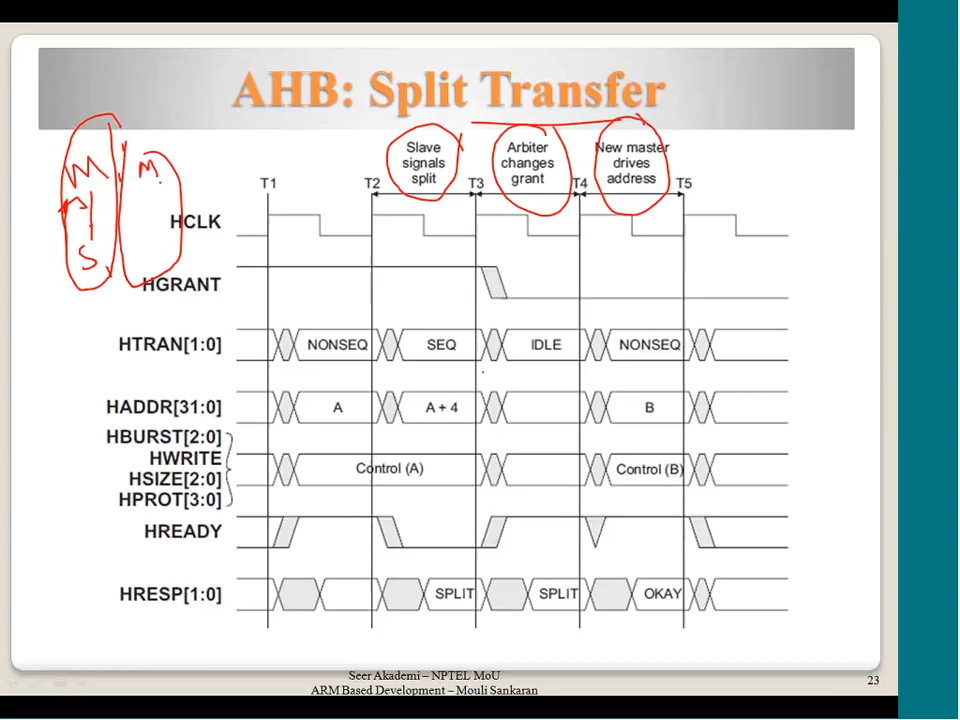 AHB: Split Transfer
Slave signals split
Arbiter changes grant
New master drives address
T1 T2 T3 T4 T5
M
M
S
HCLK
HGRANT
HTRAN[1:0] NONSEQ SEQ IDLE NONSEQ
HADDR[31:0] A A + 4 B
HBURST[2:0]
HWRITE Control (A) Control (B)
HSIZE[2:0]
HPROT[3:0]
HREADY
HRESP[1:0] SPLIT SPLIT OKAY
Seer Akademi – NPTEL MoU
ARM Based Development – Mouli Sankaran
23